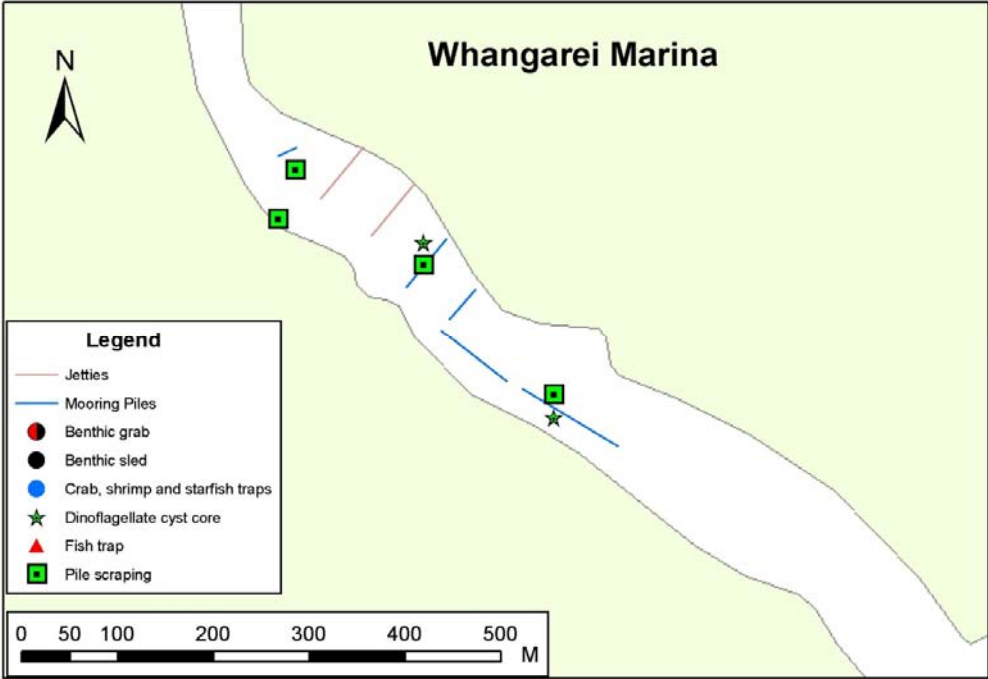 Whangarei Marina
N
Legend
Jetties
Mooring Piles
Benthic grab
Benthic sled
Crab, shrimp and starfish traps
Dinoflagellate cyst core
Fish trap
Pile scraping
0 50 100 200 300 400 500
M